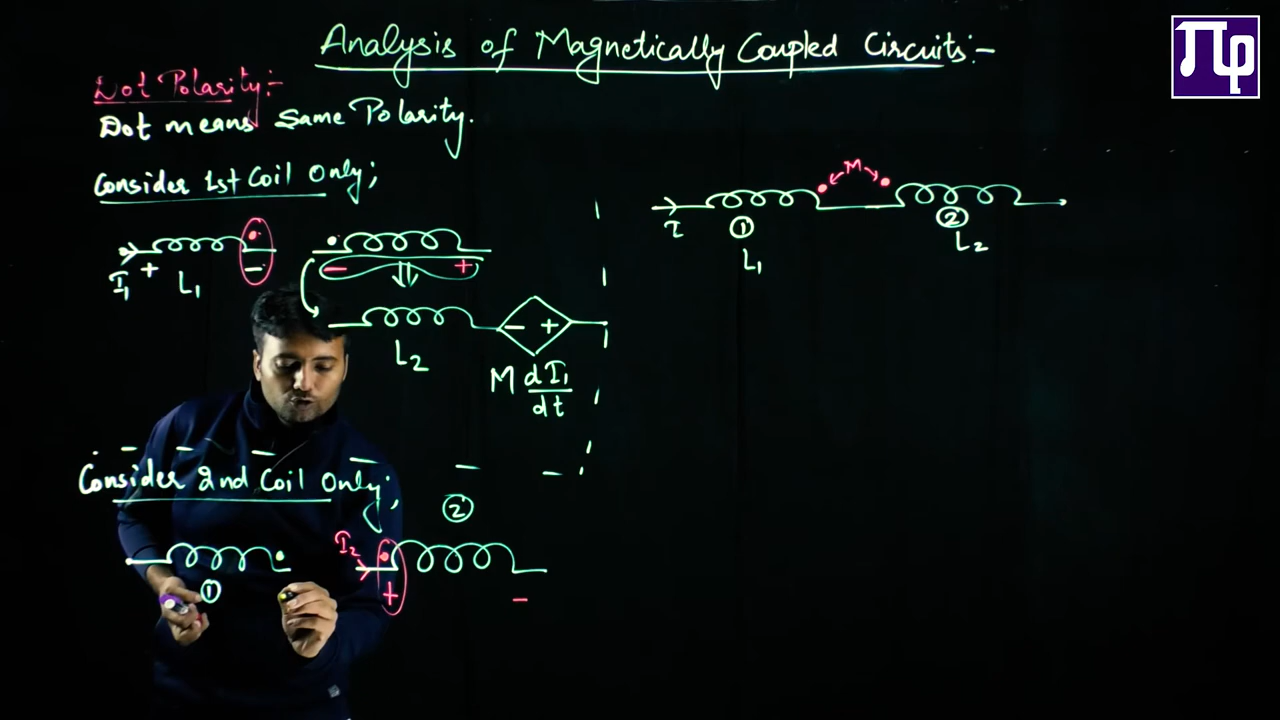 Analysis of Magnetically Coupled Circuits:-
Πφ
Dot Polarity:-
Dot means Same Polarity.
Consider 1st Coil Only;
I₁ + L₁ -
- +
L₂ - +
M dI₁/dt
I ① L₁ M ② L₂
Consider 2nd Coil Only;
②
① I₂ + -